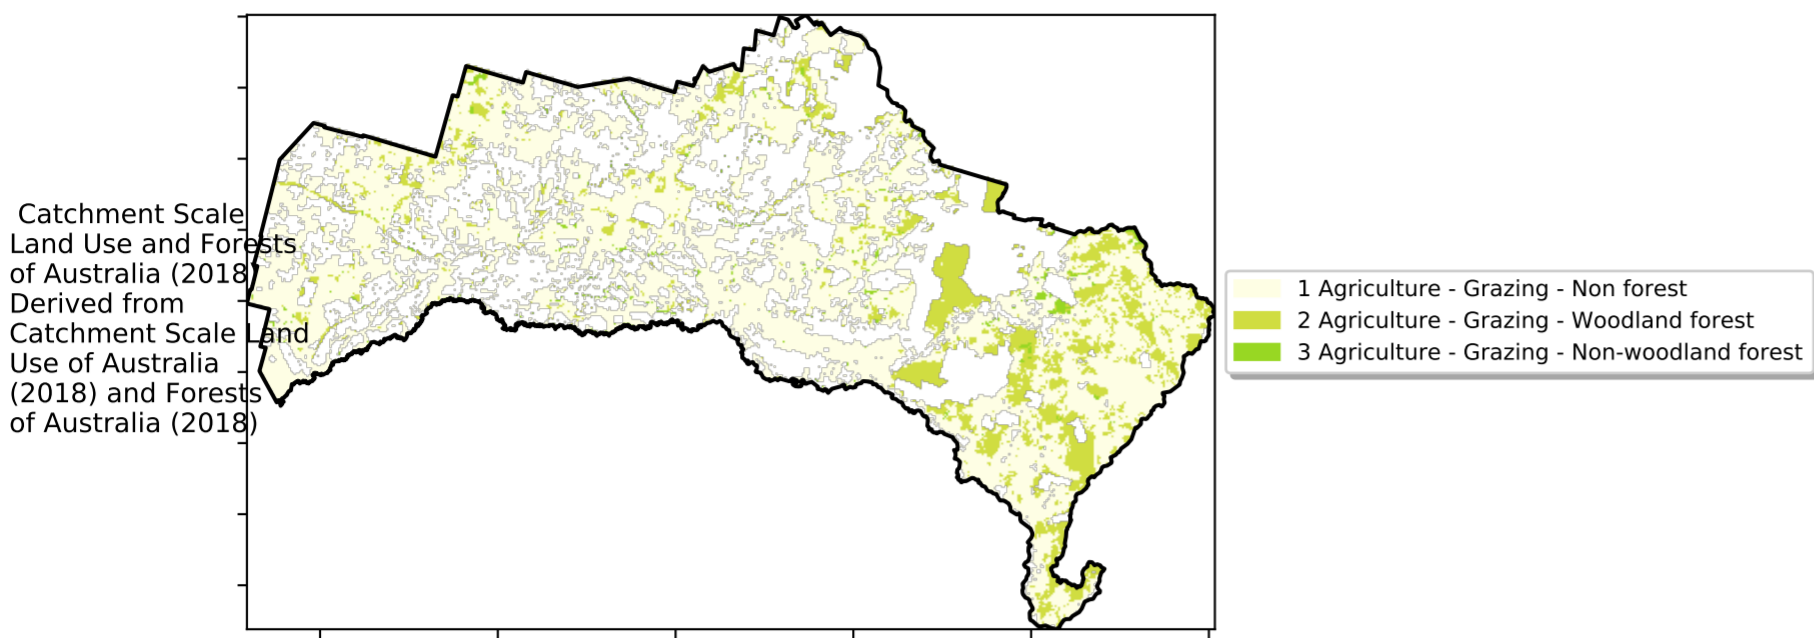 Catchment Scale
Land Use and Forests
of Australia (2018)
Derived from
Catchment Scale Land
Use of Australia
(2018) and Forests
of Australia (2018)
1 Agriculture - Grazing - Non forest
2 Agriculture - Grazing - Woodland forest
3 Agriculture - Grazing - Non-woodland forest